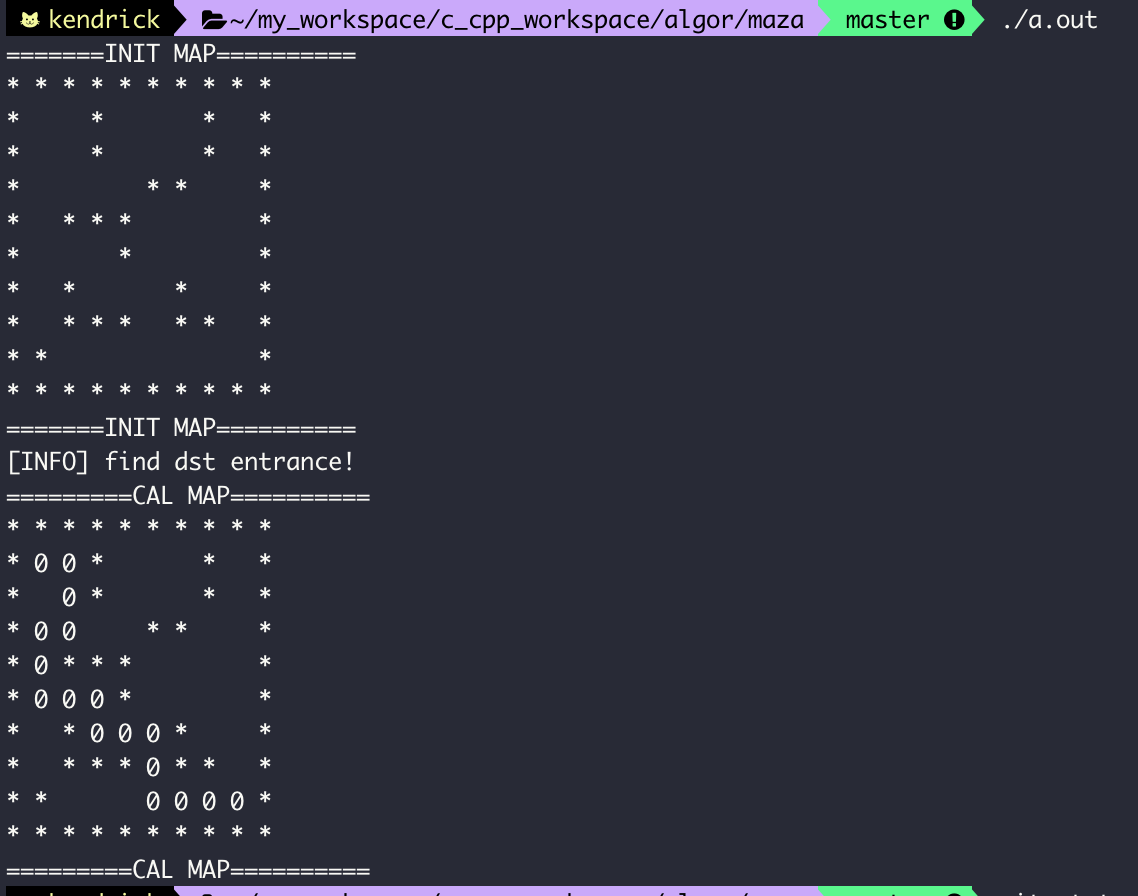 kendrick ~/my_workspace/c_cpp_workspace/algor/maza master ./a.out
=======INIT MAP==========
* * * * * * * * * *
*     *       *   *
*     *       *   *
*         * *     *
*   * * *         *
*       *         *
*   *       *     *
*   * * *   * *   *
* *               *
* * * * * * * * * *
=======INIT MAP==========
[INFO] find dst entrance!
=========CAL MAP==========
* * * * * * * * * *
* 0 0 *       *   *
*   0 *       *   *
* 0 0     * *     *
* 0 * * *         *
* 0 0 0 *         *
*   * 0 0 0 *     *
*   * * * 0 * *   *
* *       0 0 0 0 *
* * * * * * * * * *
=========CAL MAP==========